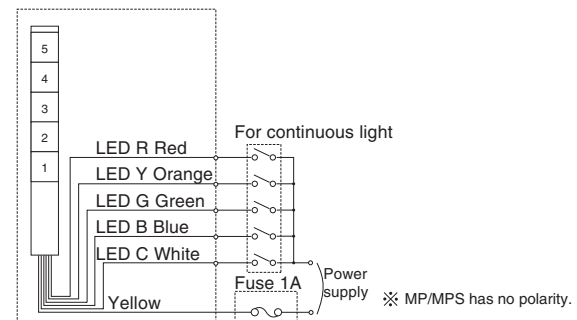 5
4
3
2
1
For continuous light
LED R Red
LED Y Orange
LED G Green
LED B Blue
LED C White
Fuse 1A
Power
supply
Yellow
※ MP/MPS has no polarity.